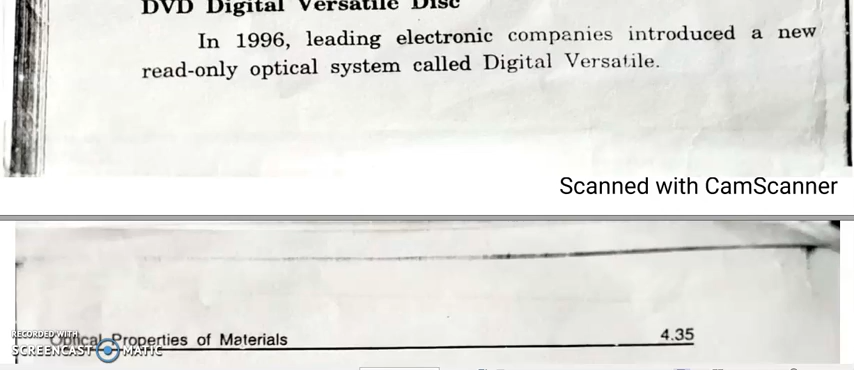 DVD Digital Versatile Disc
In 1996, leading electronic companies introduced a new
read-only optical system called Digital Versatile.
Scanned with CamScanner
Optical Properties of Materials 4.35
RECORDED WITH
SCREENCAST MATIC